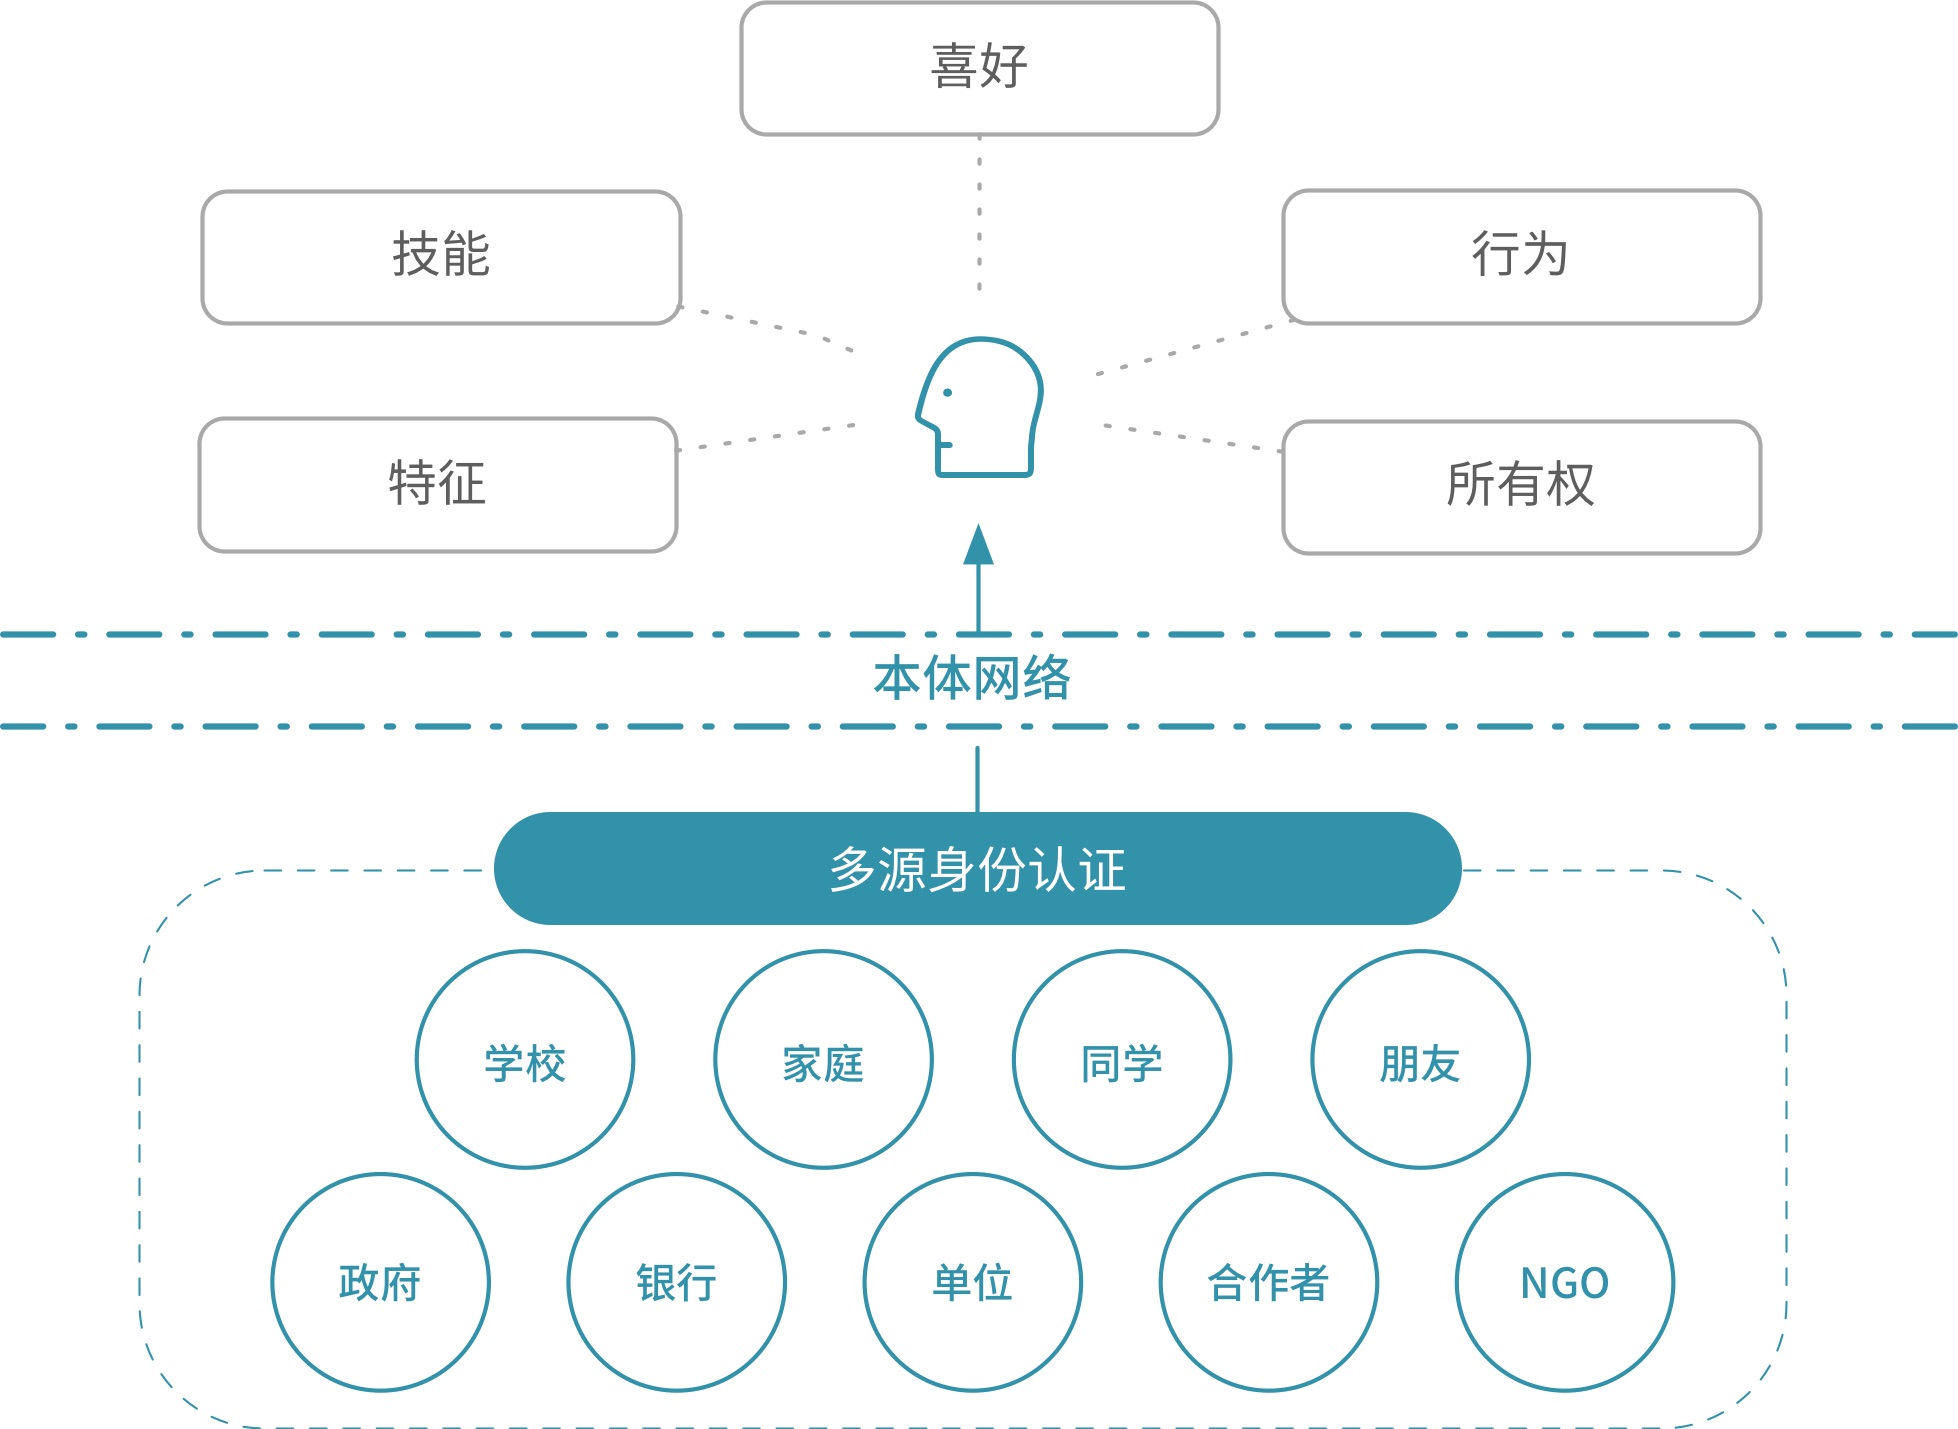 喜好
技能
行为
特征
所有权
本体网络
多源身份认证
学校
家庭
同学
朋友
政府
银行
单位
合作者
NGO